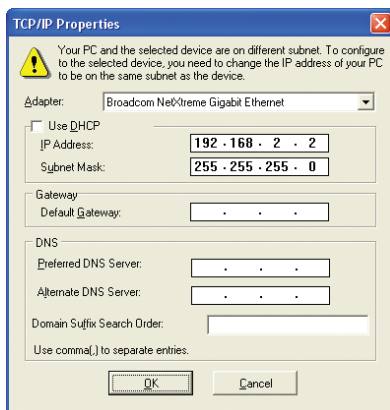 TCP/IP Properties
Your PC and the selected device are on different subnet. To configure
to the selected device, you need to change the IP address of your PC
to be on the same subnet as the device.
Adapter: Broadcom NetXtreme Gigabit Ethernet
Use DHCP
IP Address: 192 . 168 . 2 . 2
Subnet Mask: 255 . 255 . 255 . 0
Gateway
Default Gateway: . . .
DNS
Preferred DNS Server: . . .
Alternate DNS Server: . . .
Domain Suffix Search Order:
Use comma(,) to separate entries.
OK Cancel